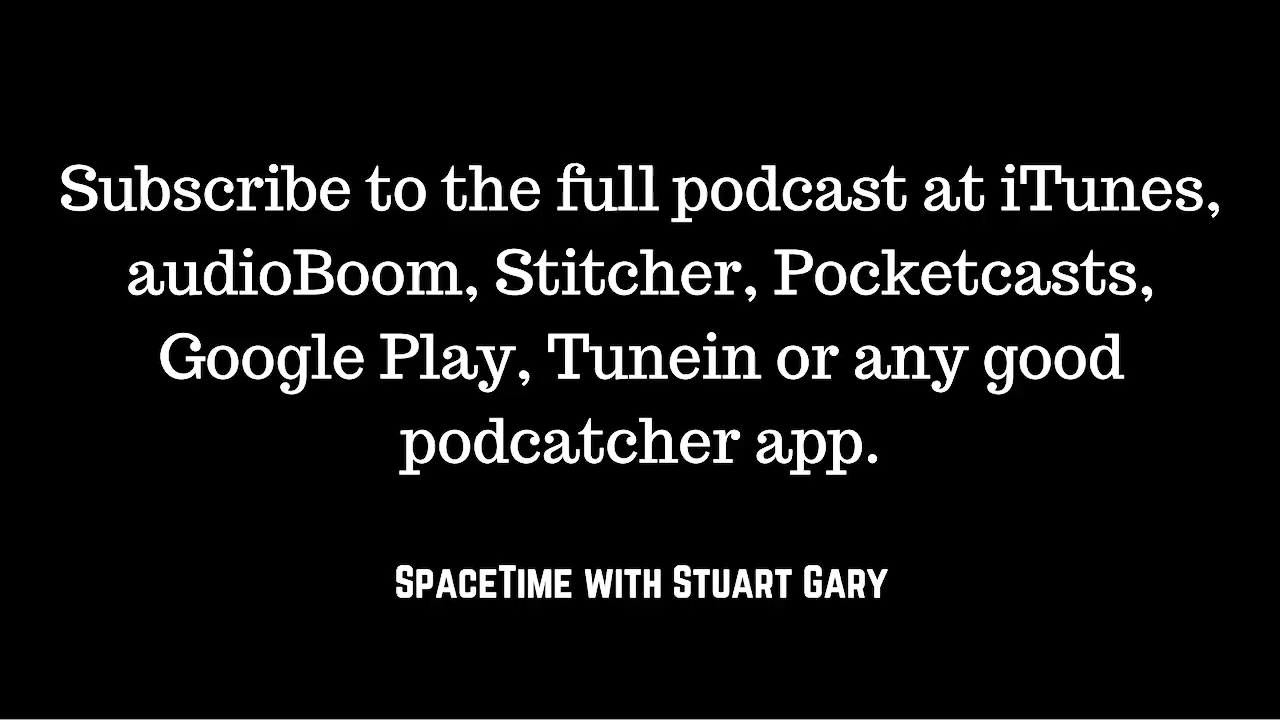 Subscribe to the full podcast at iTunes,
audioBoom, Stitcher, Pocketcasts,
Google Play, Tunein or any good
podcatcher app.
SpaceTime with Stuart Gary